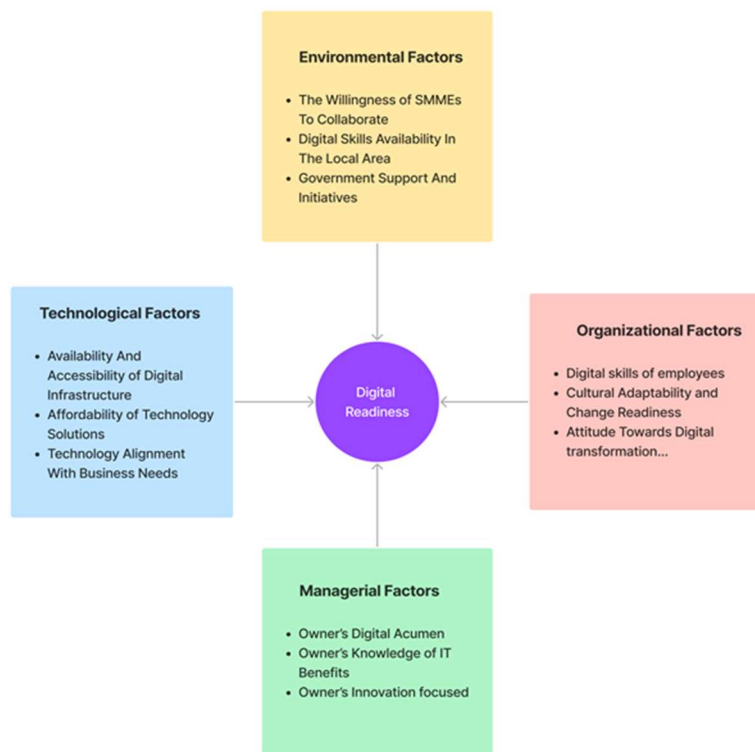 Environmental Factors
• The Willingness of SMMEs
To Collaborate
• Digital Skills Availability In
The Local Area
• Government Support And
Initiatives
Technological Factors
• Availability And
Accessibility of Digital
Infrastructure
• Affordability of Technology
Solutions
• Technology Alignment
With Business Needs
Digital
Readiness
Organizational Factors
• Digital skills of employees
• Cultural Adaptability and
Change Readiness
• Attitude Towards Digital
transformation...
Managerial Factors
• Owner's Digital Acumen
• Owner's Knowledge of IT
Benefits
• Owner's Innovation focused